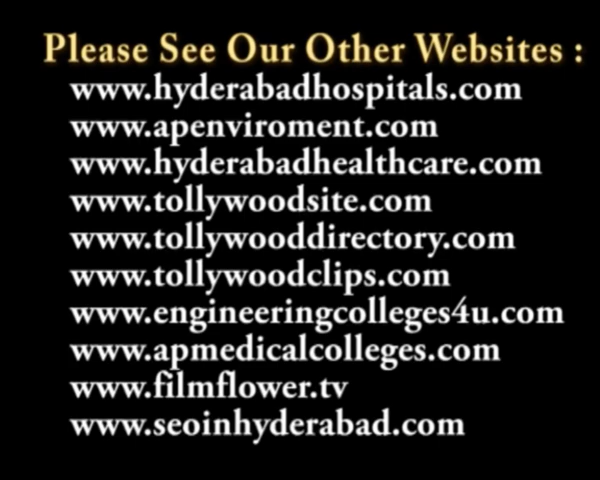 Please See Our Other Websites :
www.hyderabadhospitals.com
www.apenviroment.com
www.hyderabadhealthcare.com
www.tollywoodsite.com
www.tollywooddirectory.com
www.tollywoodclips.com
www.engineeringcolleges4u.com
www.apmedicalcolleges.com
www.filmflower.tv
www.seoinhyderabad.com